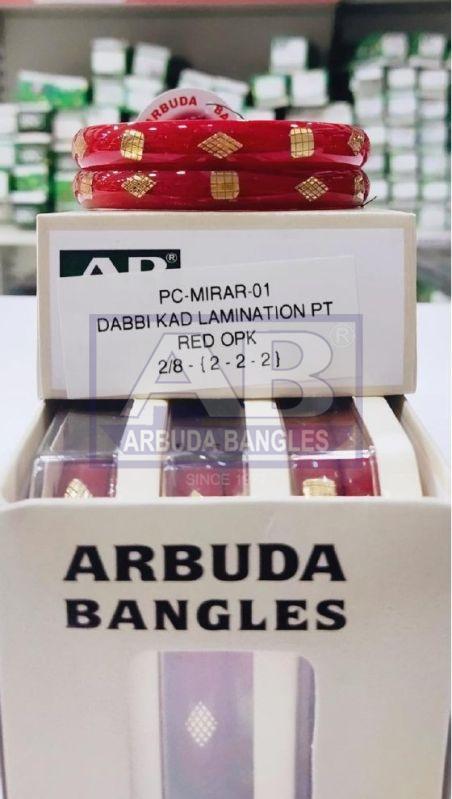 ARBUDA BA
AB®
PC-MIRAR-01
DABBI KAD LAMINATION PT
RED OPK
2/8 - {2 - 2 - 2}
AB®
ARBUDA BANGLES
SINCE
ARBUDA
BANGLES